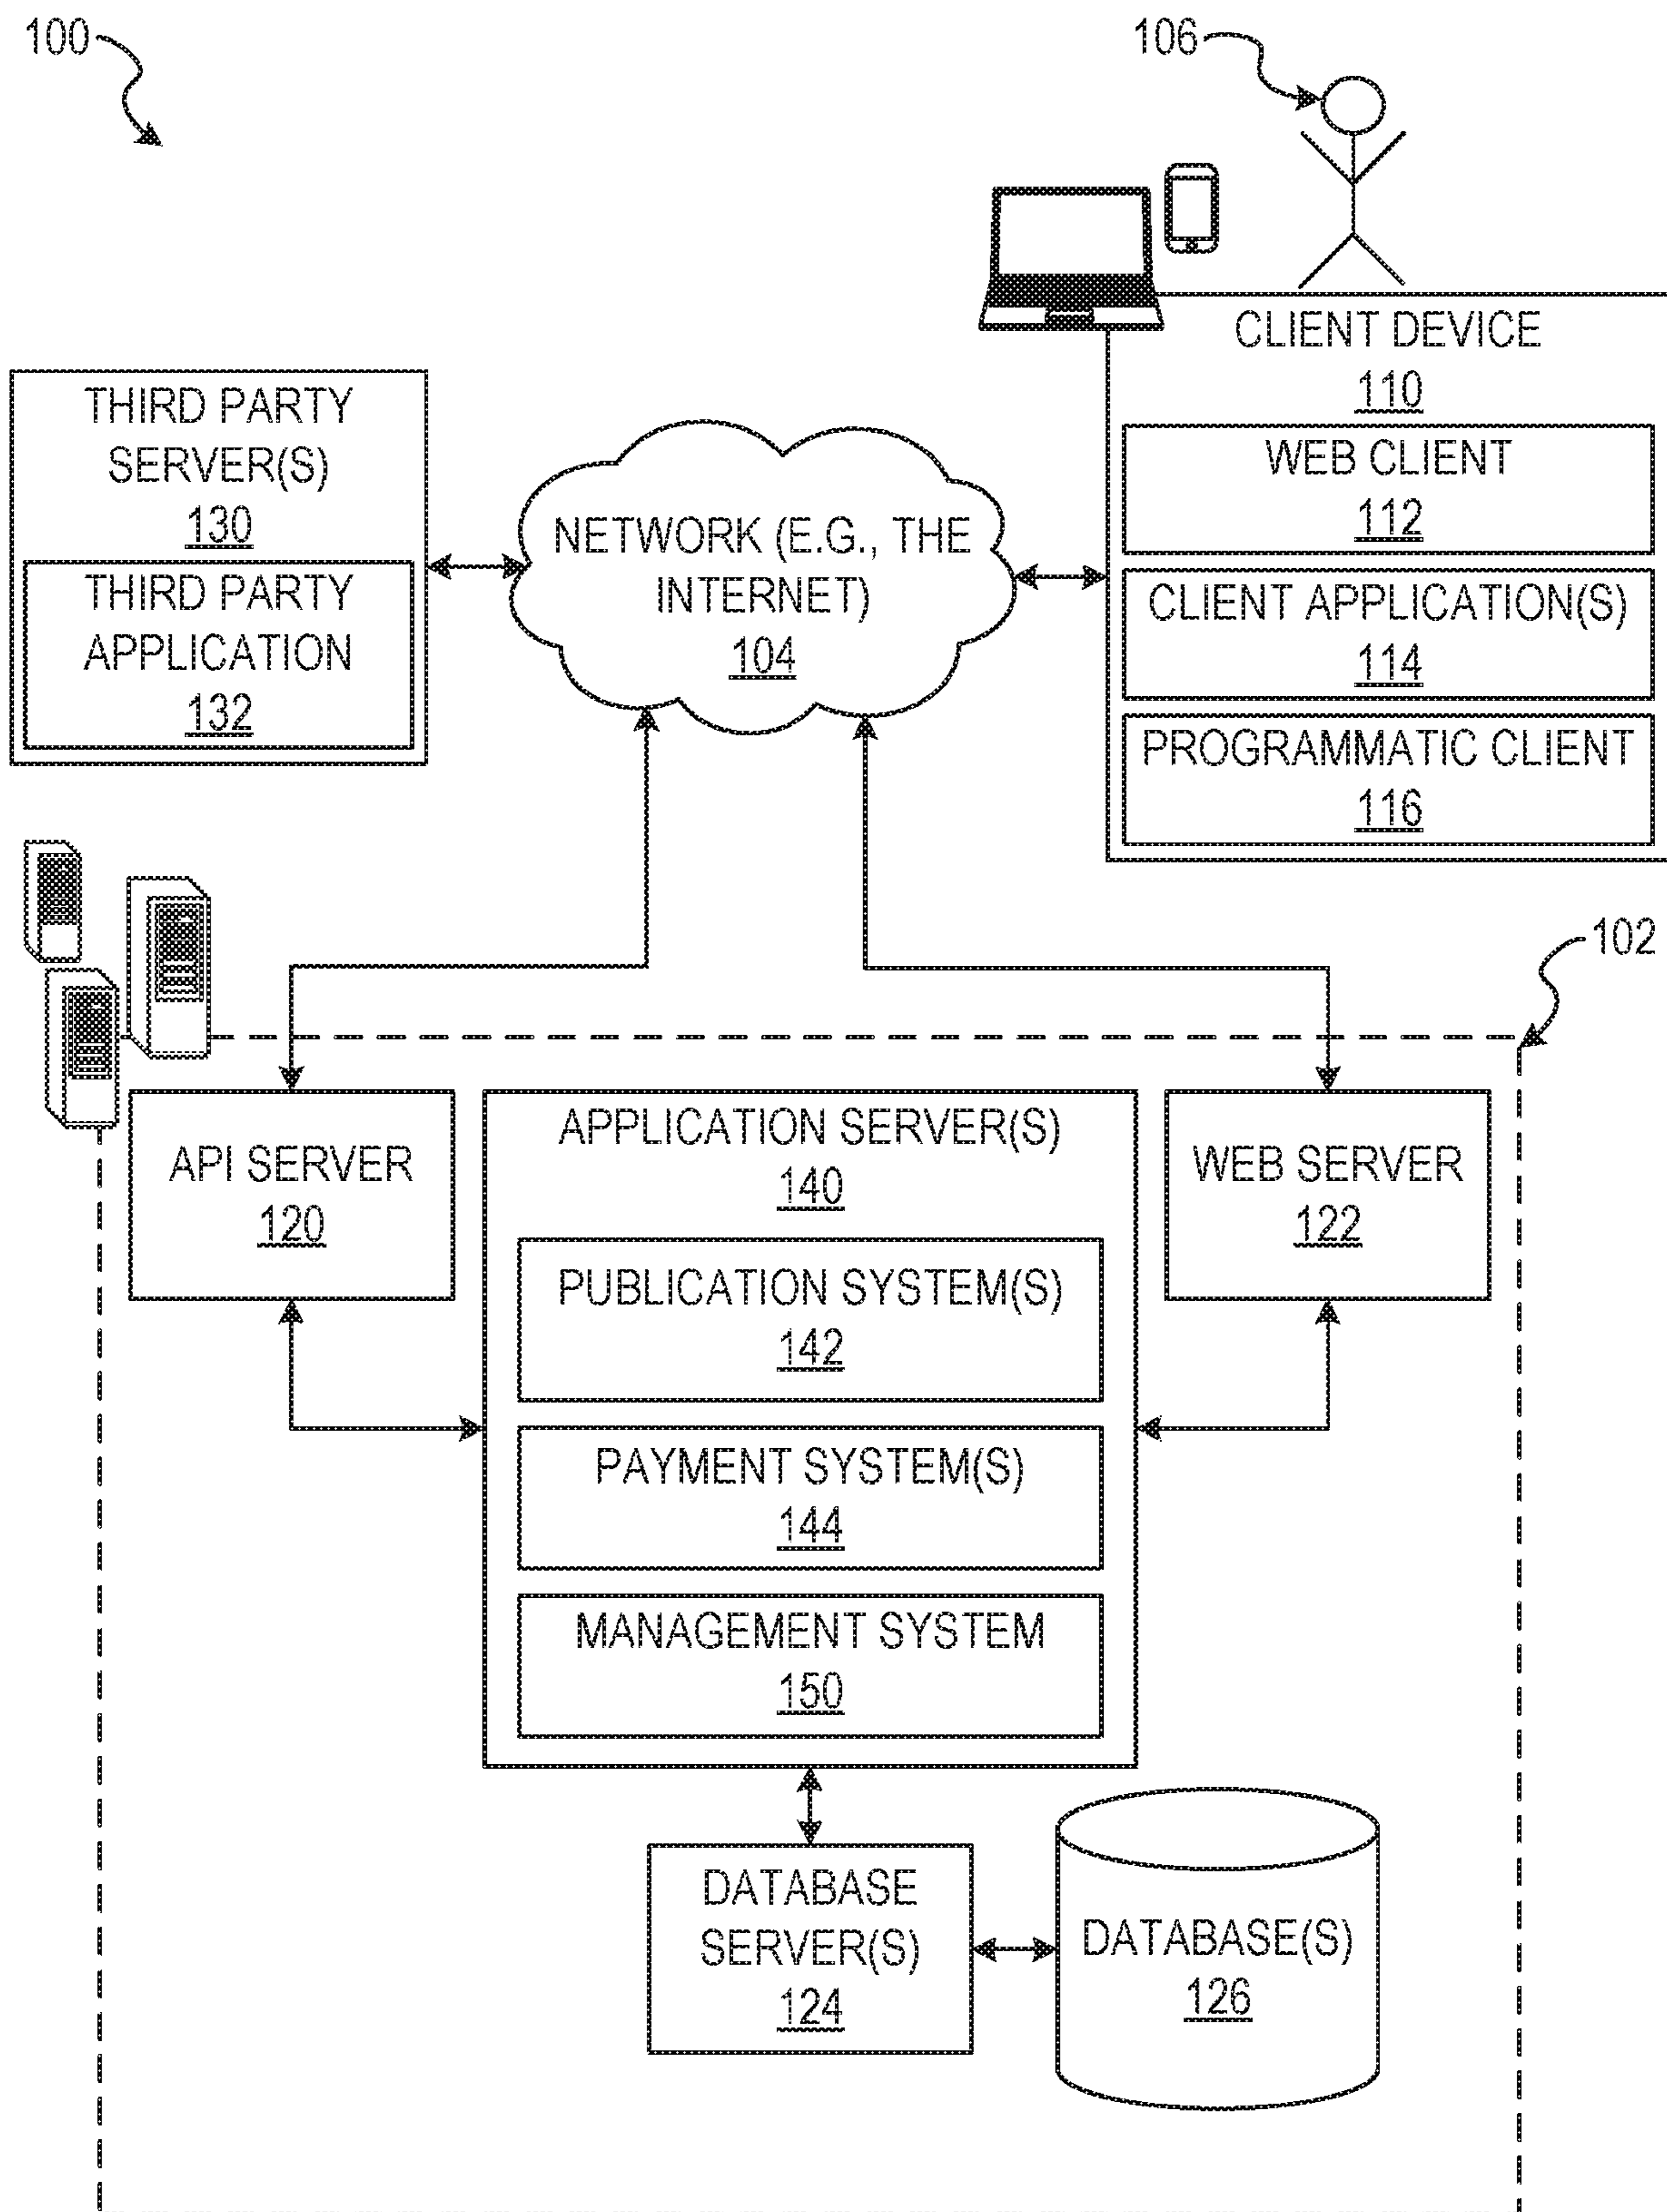 100
106
CLIENT DEVICE
110
WEB CLIENT
112
CLIENT APPLICATION(S)
114
PROGRAMMATIC CLIENT
116
THIRD PARTY
SERVER(S)
130
THIRD PARTY
APPLICATION
132
NETWORK (E.G., THE
INTERNET)
104
102
API SERVER
120
APPLICATION SERVER(S)
140
PUBLICATION SYSTEM(S)
142
PAYMENT SYSTEM(S)
144
MANAGEMENT SYSTEM
150
WEB SERVER
122
DATABASE
SERVER(S)
124
DATABASE(S)
126